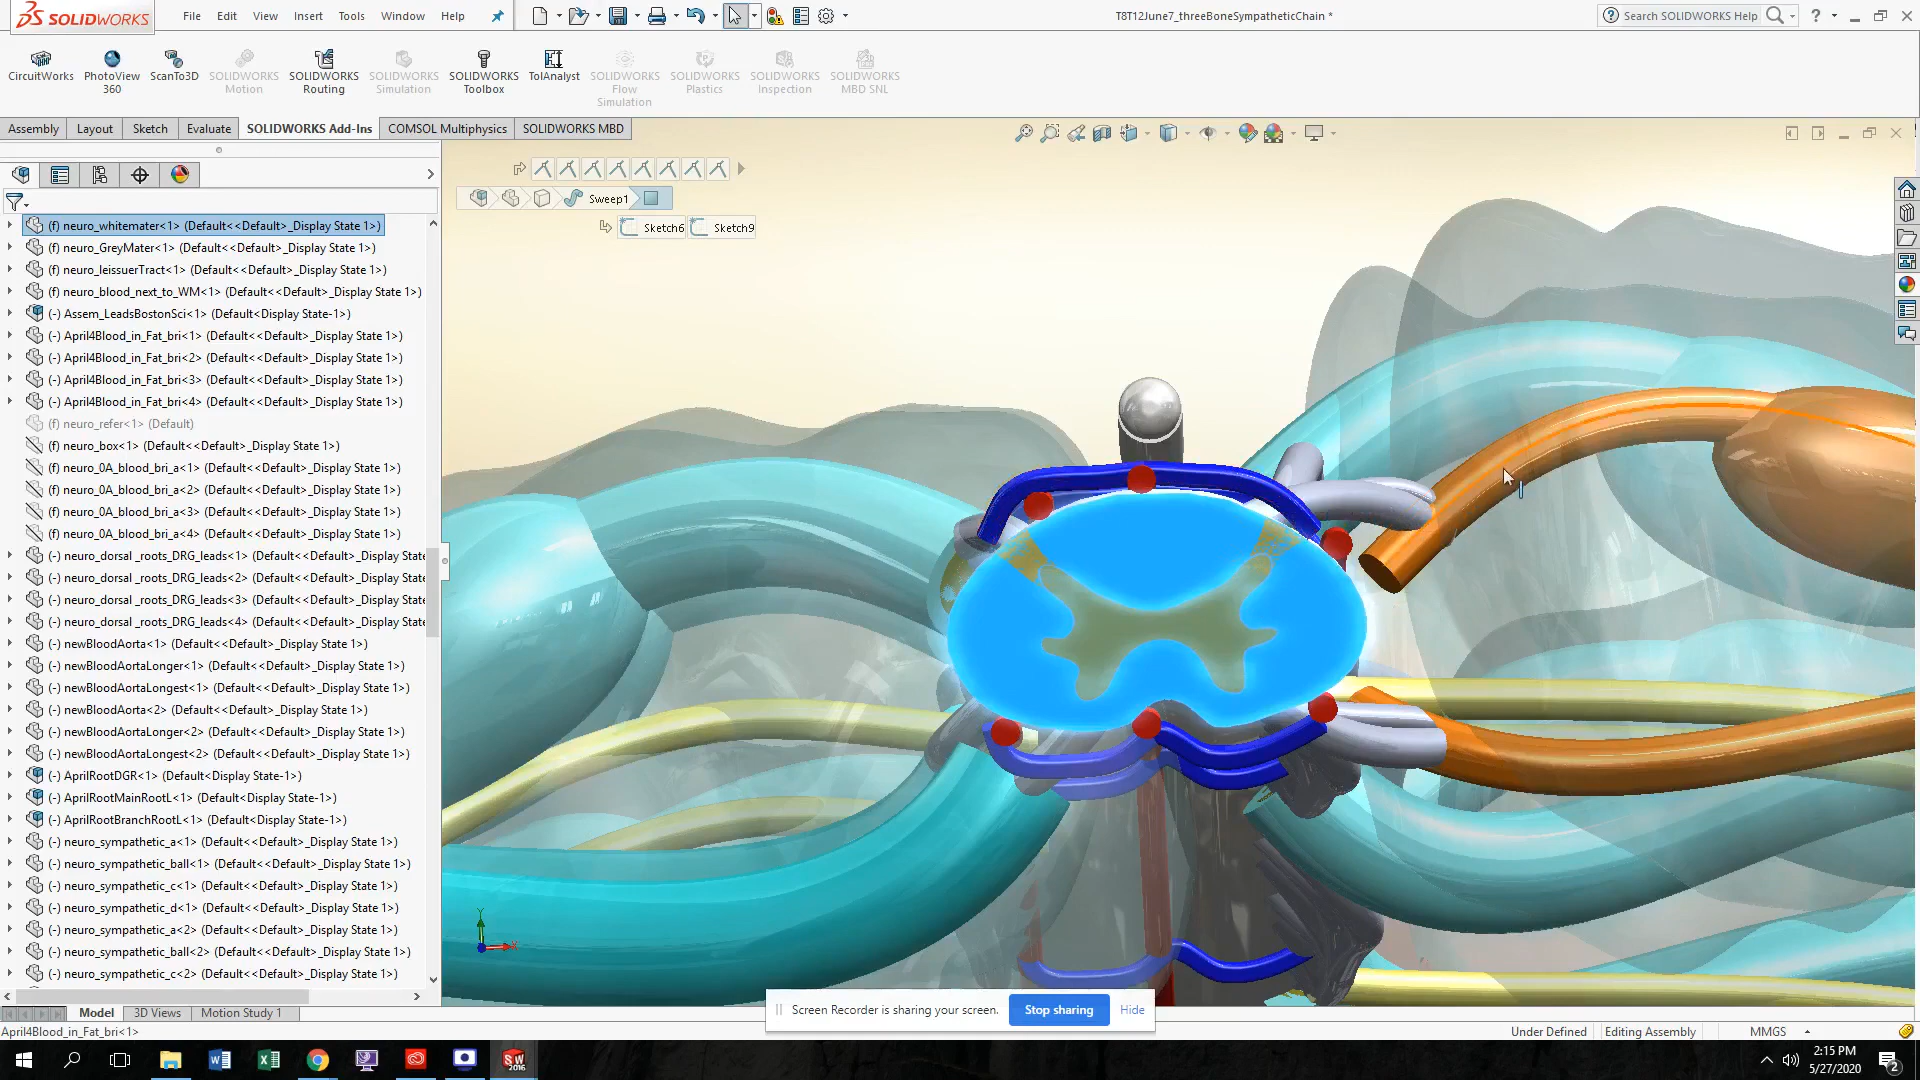 SOLIDWORKS
File Edit View Insert Tools Window Help
T8T12June7_threeBoneSympatheticChain *
Search SOLIDWORKS Help
CircuitWorks
PhotoView 360
ScanTo3D
SOLIDWORKS Motion
SOLIDWORKS Routing
SOLIDWORKS Simulation
SOLIDWORKS Toolbox
TolAnalyst
SOLIDWORKS Flow Simulation
SOLIDWORKS Plastics
SOLIDWORKS Inspection
SOLIDWORKS MBD SNL
Assembly Layout Sketch Evaluate SOLIDWORKS Add-Ins COMSOL Multiphysics SOLIDWORKS MBD
Sweep1
Sketch6 Sketch9
(f) neuro_whitemater<1> (Default<<Default>_Display State 1>)
(f) neuro_GreyMater<1> (Default<<Default>_Display State 1>)
(f) neuro_leissuerTract<1> (Default<<Default>_Display State 1>)
(f) neuro_blood_next_to_WM<1> (Default<<Default>_Display State 1>)
(-) Assem_LeadsBostonSci<1> (Default<Display State-1>)
(-) April4Blood_in_Fat_bri<1> (Default<<Default>_Display State 1>)
(-) April4Blood_in_Fat_bri<2> (Default<<Default>_Display State 1>)
(-) April4Blood_in_Fat_bri<3> (Default<<Default>_Display State 1>)
(-) April4Blood_in_Fat_bri<4> (Default<<Default>_Display State 1>)
(f) neuro_refer<1> (Default)
(f) neuro_box<1> (Default<<Default>_Display State 1>)
(f) neuro_0A_blood_bri_a<1> (Default<<Default>_Display State 1>)
(f) neuro_0A_blood_bri_a<2> (Default<<Default>_Display State 1>)
(f) neuro_0A_blood_bri_a<3> (Default<<Default>_Display State 1>)
(f) neuro_0A_blood_bri_a<4> (Default<<Default>_Display State 1>)
(-) neuro_dorsal _roots_DRG_leads<1> (Default<<Default>_Display State
(-) neuro_dorsal _roots_DRG_leads<2> (Default<<Default>_Display State
(-) neuro_dorsal _roots_DRG_leads<3> (Default<<Default>_Display State
(-) neuro_dorsal _roots_DRG_leads<4> (Default<<Default>_Display State
(-) newBloodAorta<1> (Default<<Default>_Display State 1>)
(-) newBloodAortaLonger<1> (Default<<Default>_Display State 1>)
(-) newBloodAortaLongest<1> (Default<<Default>_Display State 1>)
(-) newBloodAorta<2> (Default<<Default>_Display State 1>)
(-) newBloodAortaLonger<2> (Default<<Default>_Display State 1>)
(-) newBloodAortaLongest<2> (Default<<Default>_Display State 1>)
(-) AprilRootDGR<1> (Default<Display State-1>)
(-) AprilRootMainRootL<1> (Default<Display State-1>)
(-) AprilRootBranchRootL<1> (Default<Display State-1>)
(-) neuro_sympathetic_a<1> (Default<<Default>_Display State 1>)
(-) neuro_sympathetic_ball<1> (Default<<Default>_Display State 1>)
(-) neuro_sympathetic_c<1> (Default<<Default>_Display State 1>)
(-) neuro_sympathetic_d<1> (Default<<Default>_Display State 1>)
(-) neuro_sympathetic_a<2> (Default<<Default>_Display State 1>)
(-) neuro_sympathetic_ball<2> (Default<<Default>_Display State 1>)
(-) neuro_sympathetic_c<2> (Default<<Default>_Display State 1>)
Y
X
Screen Recorder is sharing your screen. Stop sharing Hide
Model 3D Views Motion Study 1
April4Blood_in_Fat_bri<1>
Under Defined Editing Assembly MMGS
2:15 PM
5/27/2020
2
SW 2016